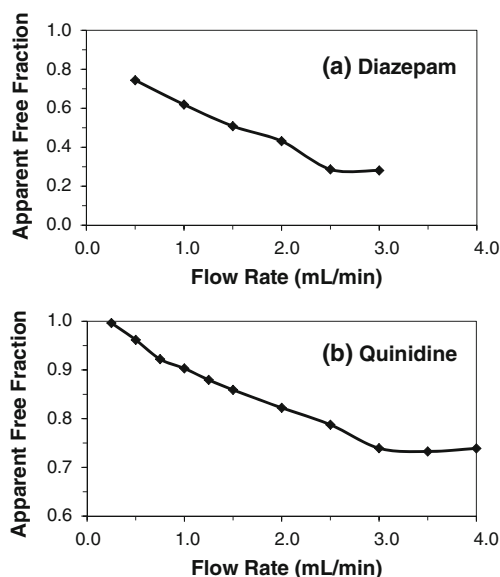 (a) Diazepam
Apparent Free Fraction
1.0
0.8
0.6
0.4
0.2
0.0
0.0 1.0 2.0 3.0 4.0
Flow Rate (mL/min)
(b) Quinidine
Apparent Free Fraction
1.0
0.9
0.8
0.7
0.6
0.0 1.0 2.0 3.0 4.0
Flow Rate (mL/min)